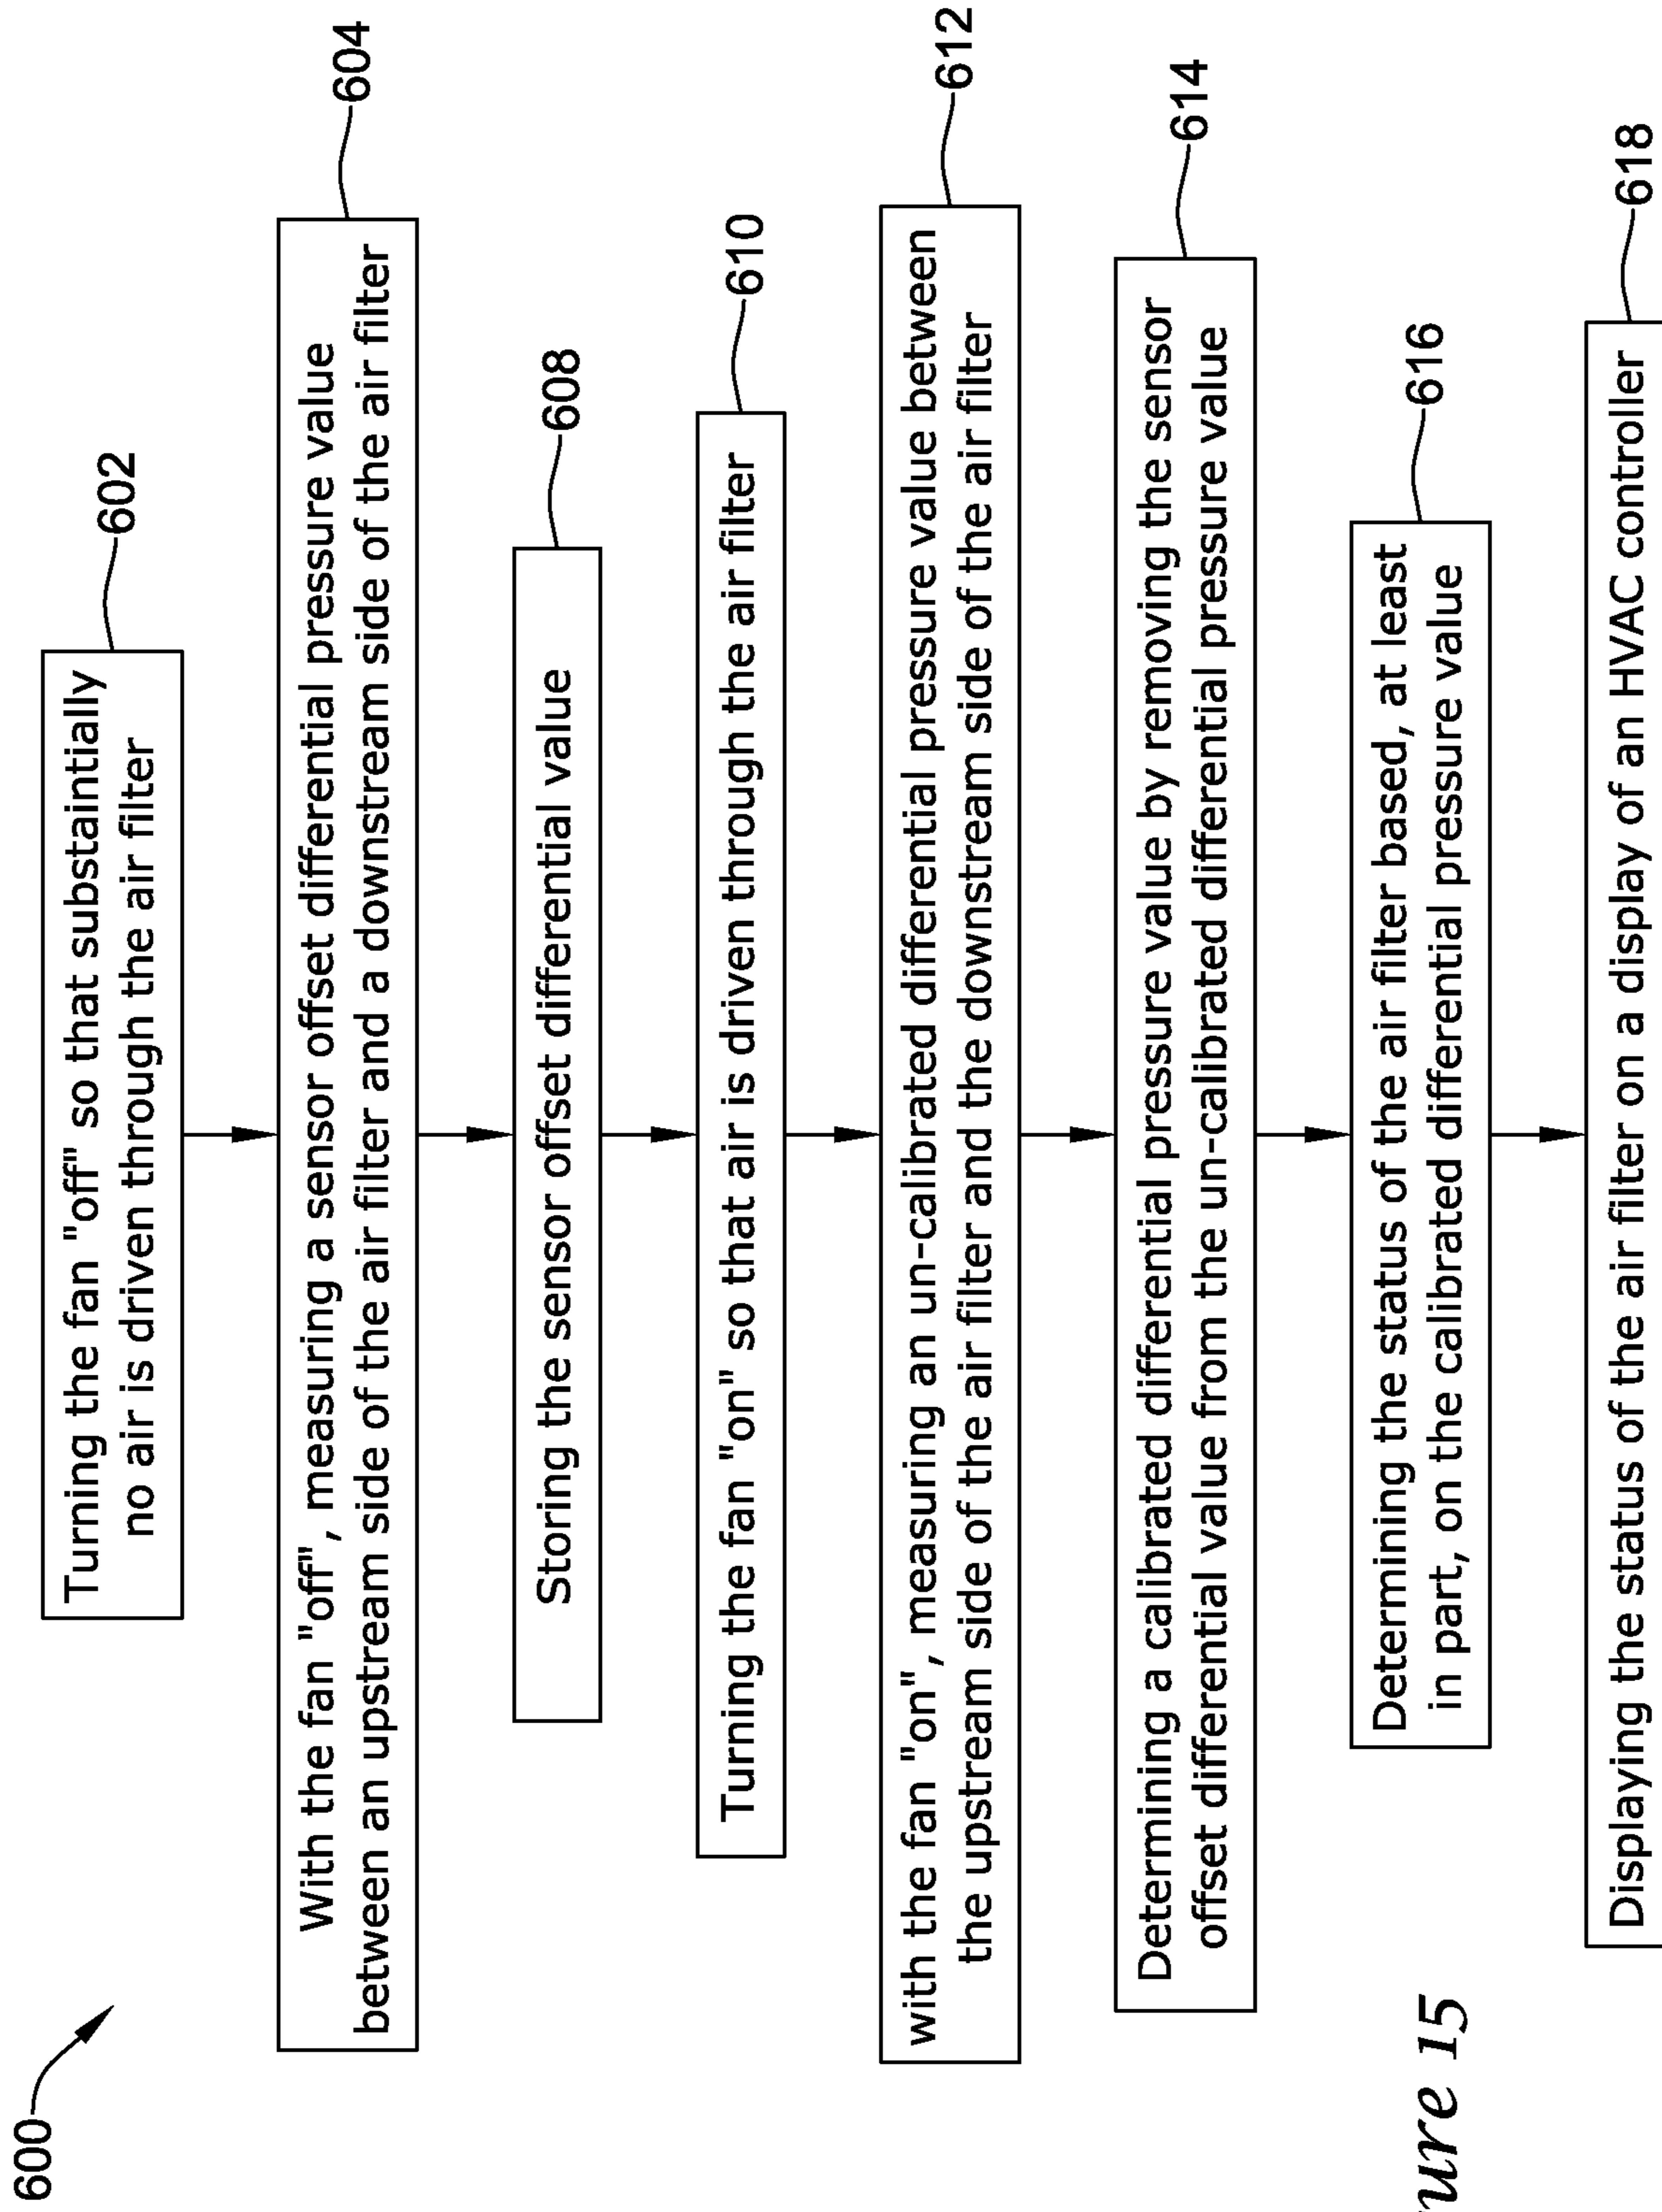 600
Turning the fan "off" so that substaintially
no air is driven through the air filter
602
With the fan "off", measuring a sensor offset differential pressure value
between an upstream side of the air filter and a downstream side of the air filter
604
Storing the sensor offset differential value
608
Turning the fan "on" so that air is driven through the air filter
610
with the fan "on", measuring an un-calibrated differential pressure value between
the upstream side of the air filter and the downstream side of the air filter
612
Determining a calibrated differential pressure value by removing the sensor
offset differential value from the un-calibrated differential pressure value
614
Determining the status of the air filter based, at least
in part, on the calibrated different pressure value
616
Displaying the status of the air filter on a display of an HVAC controller
618
ure 15